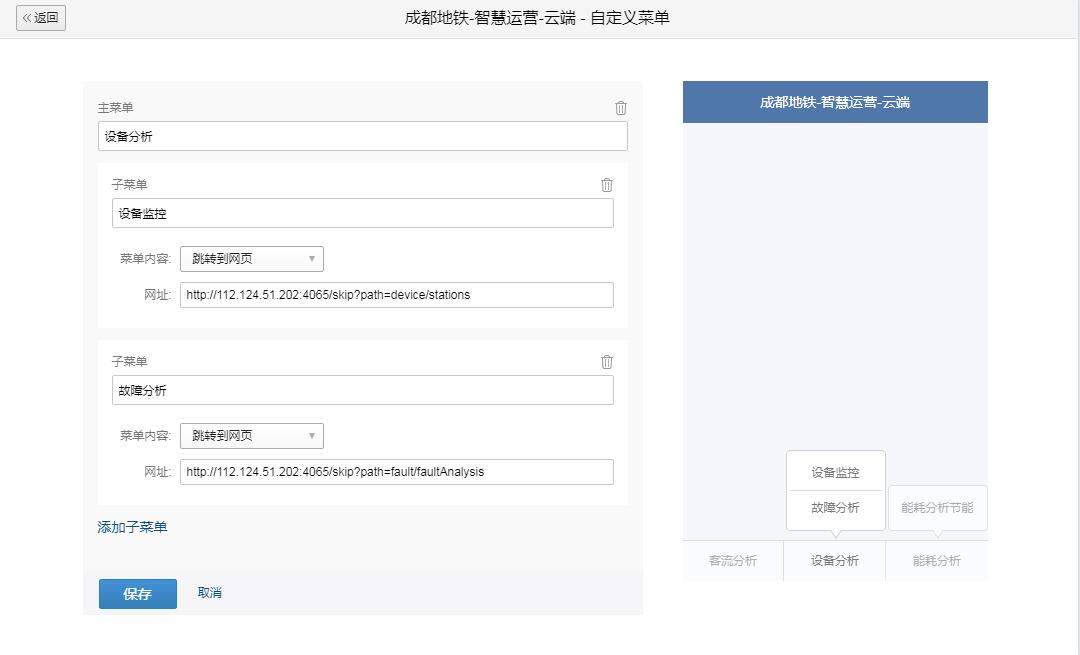 返回
成都地铁-智慧运营-云端 - 自定义菜单
主菜单
设备分析
子菜单
设备监控
菜单内容: 跳转到网页
网址: http://112.124.51.202:4065/skip?path=device/stations
子菜单
故障分析
菜单内容: 跳转到网页
网址: http://112.124.51.202:4065/skip?path=fault/faultAnalysis
添加子菜单
保存 取消
成都地铁-智慧运营-云端
设备监控
故障分析 能耗分析节能
客流分析 设备分析 能耗分析